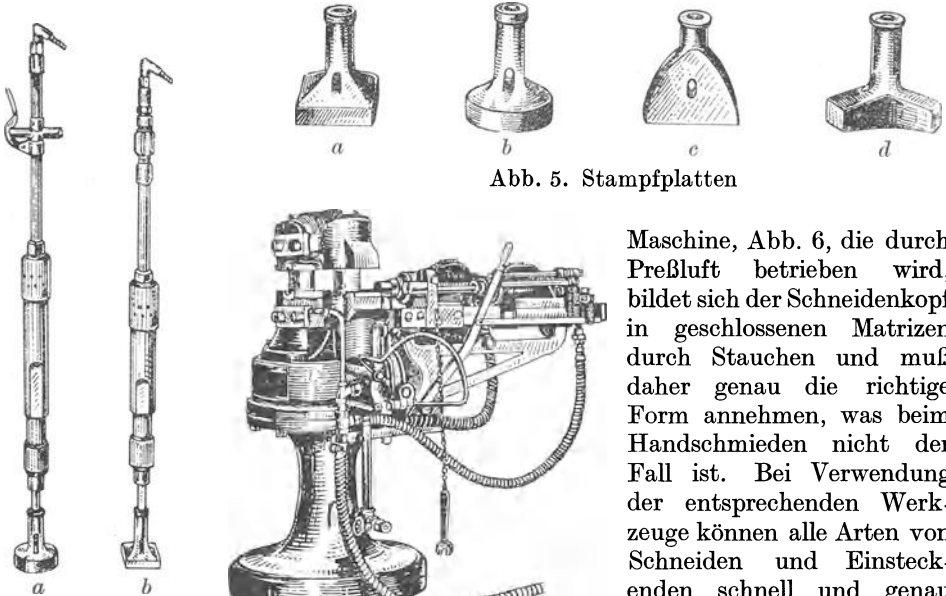 a b c d
Abb. 5. Stampfplatten
Maschine, Abb. 6, die durch
Preßluft betrieben wird,
bildet sich der Schneidenkopf
in geschlossenen Matrizen
durch Stauchen und muß
daher genau die richtige
Form annehmen, was beim
Handschmieden nicht der
Fall ist. Bei Verwendung
der entsprechenden Werk-
zeuge können alle Arten von
Schneiden und Einsteck-
enden schnell und genau
a b